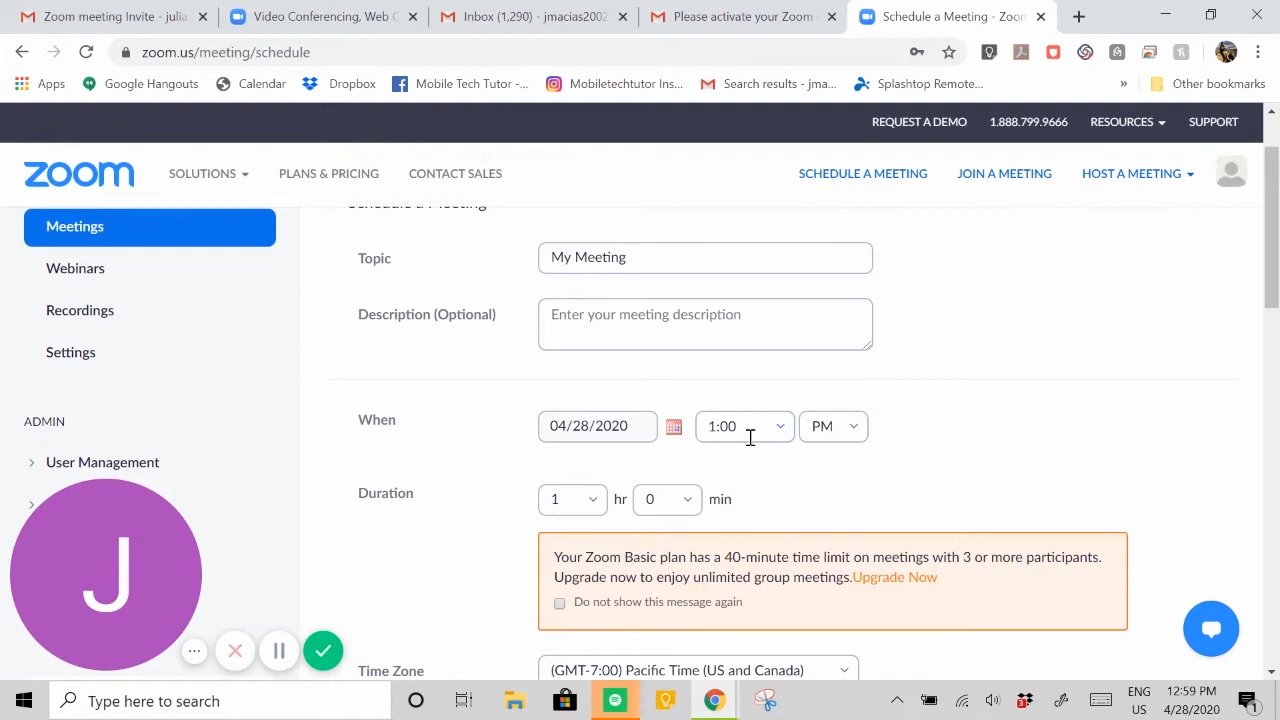 Zoom meeting Invite - julia
Video Conferencing, Web C
Inbox (1,290) - jmacias2002
Please activate your Zoom
Schedule a Meeting - Zoom
zoom.us/meeting/schedule
Apps
Google Hangouts
Calendar
Dropbox
Mobile Tech Tutor -...
Mobiletechtutor Ins...
Search results - jma...
Splashtop Remote...
»
Other bookmarks
REQUEST A DEMO
1.888.799.9666
RESOURCES
SUPPORT
zoom
SOLUTIONS
PLANS & PRICING
CONTACT SALES
SCHEDULE A MEETING
JOIN A MEETING
HOST A MEETING
Schedule a Meeting
Meetings
Webinars
Recordings
Settings
ADMIN
User Management
J
Topic
My Meeting
Description (Optional)
Enter your meeting description
When
04/28/2020
1:00
PM
Duration
1
hr
0
min
Your Zoom Basic plan has a 40-minute time limit on meetings with 3 or more participants.
Upgrade now to enjoy unlimited group meetings.Upgrade Now
Do not show this message again
Time Zone
(GMT-7:00) Pacific Time (US and Canada)
Type here to search
ENG
US
12:59 PM
4/28/2020